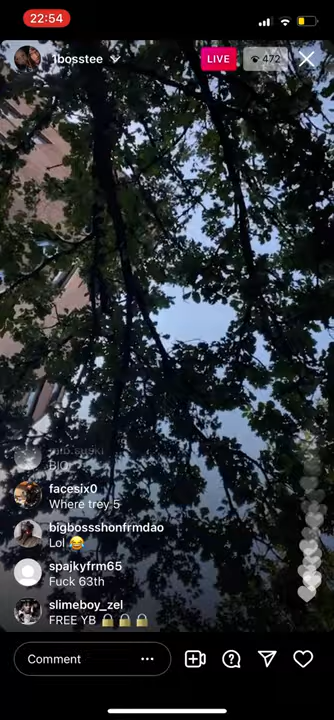 22:54
1bosstee
LIVE
472
BIG
facesix0
Where trey 5
bigbossshonfrmdao
Lol 😂
spajkyfrm65
Fuck 63th
slimeboy_zel
FREE YB 🔒 🔒 🔒
Comment